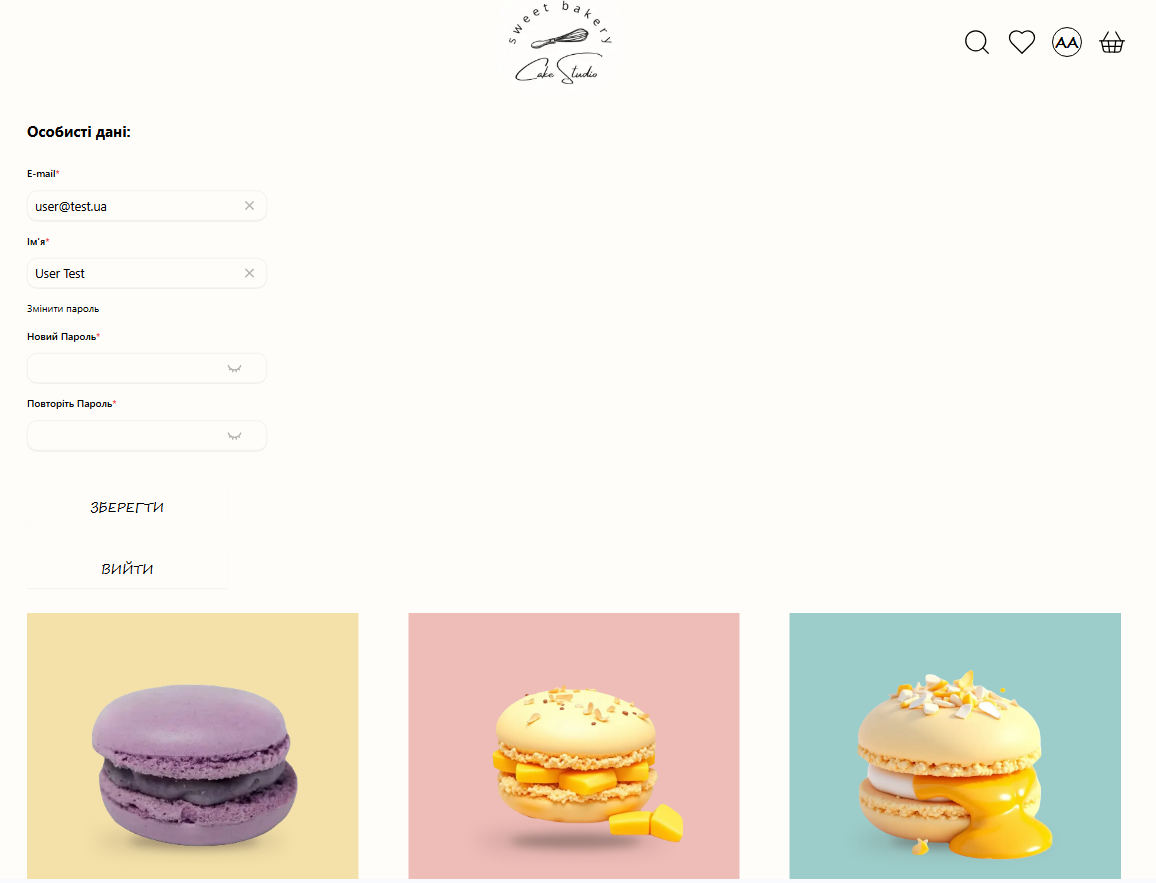 sweet bakery
Cake Studio
AA
Особисті дані:
E-mail*
user@test.ua
Ім'я*
User Test
Змінити пароль
Новий Пароль*
Повторіть Пароль*
ЗБЕРЕГТИ
ВИЙТИ